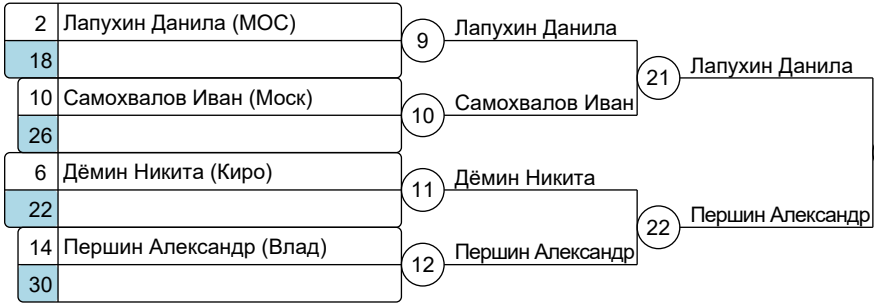 2 Лапухин Данила (МОС)
18
9 Лапухин Данила
10 Самохвалов Иван (Моск)
26
10 Самохвалов Иван
21 Лапухин Данила
6 Дёмин Никита (Киро)
22
11 Дёмин Никита
14 Першин Александр (Влад)
30
12 Першин Александр
22 Першин Александр